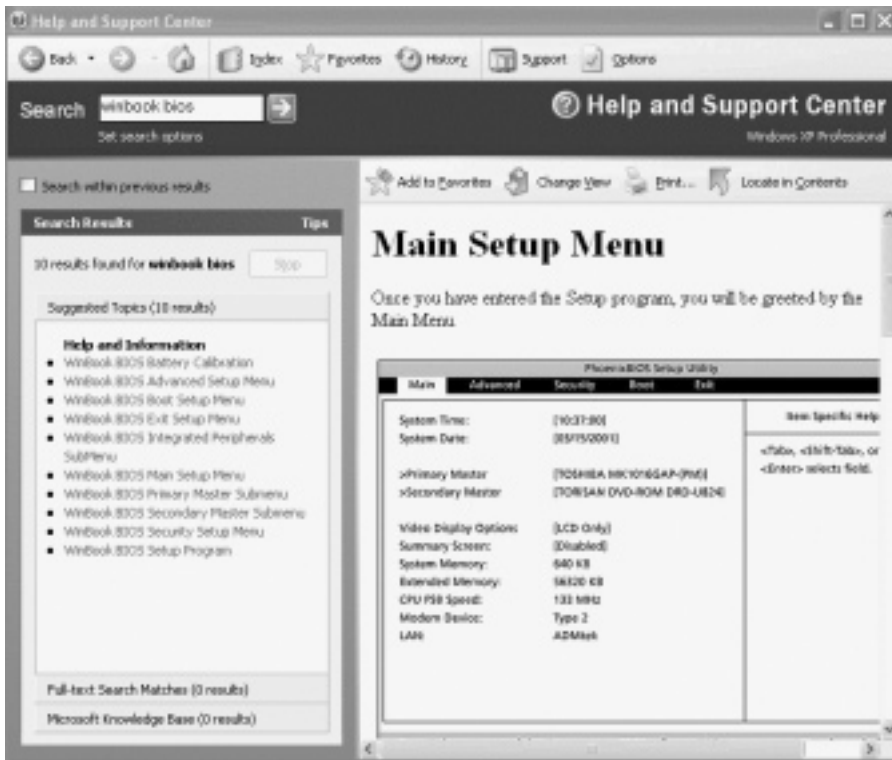 Help and Support Center
Back
Index
Favorites
History
Support
Options
Search
winbook bios
Set search options
Help and Support Center
Windows XP Professional
Search within previous results
Add to Favorites
Change View
Print...
Locate in Contents
Search Results
Tips
10 results found for winbook bios
Stop
Suggested Topics (10 results)
Help and Information
WinBook BIOS Battery Calibration
WinBook BIOS Advanced Setup Menu
WinBook BIOS Boot Setup Menu
WinBook BIOS Exit Setup Menu
WinBook BIOS Integrated Peripherals
SubMenu
WinBook BIOS Main Setup Menu
WinBook BIOS Primary Master Submenu
WinBook BIOS Secondary Master Submenu
WinBook BIOS Security Setup Menu
WinBook BIOS Setup Program
Full-text Search Matches (0 results)
Microsoft Knowledge Base (0 results)
Main Setup Menu
Once you have entered the Setup program, you will be greeted by the
Main Menu
PhoenixBIOS Setup Utility
Main Advanced Security Boot Exit
System Time: [10:37:00]
System Date: [03/15/2001]
>Primary Master [TOSHIBA MK1016GAP-(PM)]
>Secondary Master [TORISAN DVD-ROM DRD-U824]
Video Display Options [LCD Only]
Summary Screen: [Disabled]
System Memory: 640 KB
Extended Memory: 56320 KB
CPU FSB Speed: 133 MHz
Modem Device: Type 2
LAN: ADMtek
Item Specific Help
<Tab>, <Shift-Tab>, or
<Enter> selects field.